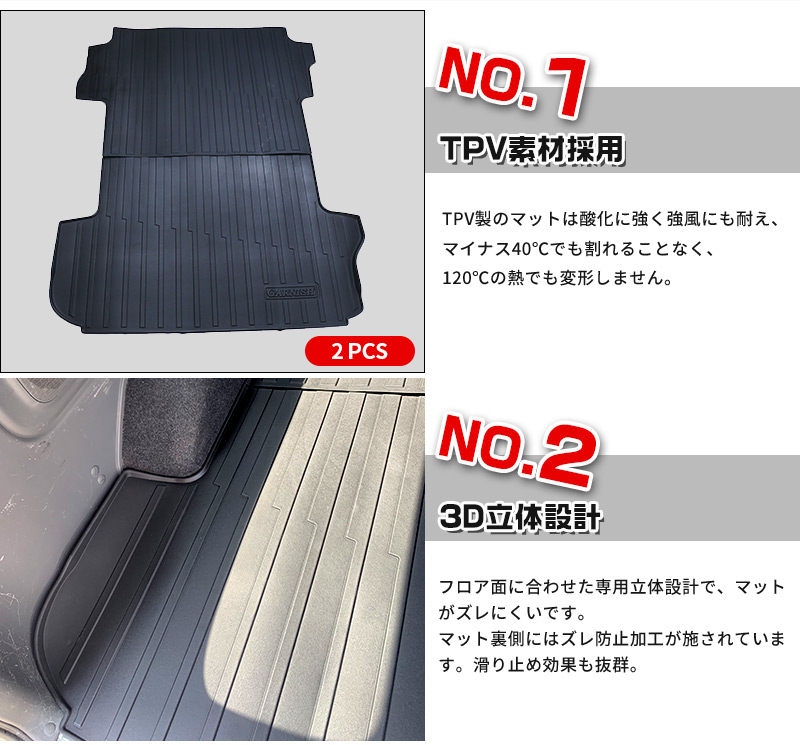 GARNISH
2 PCS
NO.1
TPV素材採用
TPV製のマットは酸化に強く強風にも耐え、
マイナス40℃でも割れることなく、
120℃の熱でも変形しません。
NO.2
3D立体設計
フロア面に合わせた専用立体設計で、マット
がズレにくいです。
マット裏側にはズレ防止加工が施されていま
す。滑り止め効果も抜群。